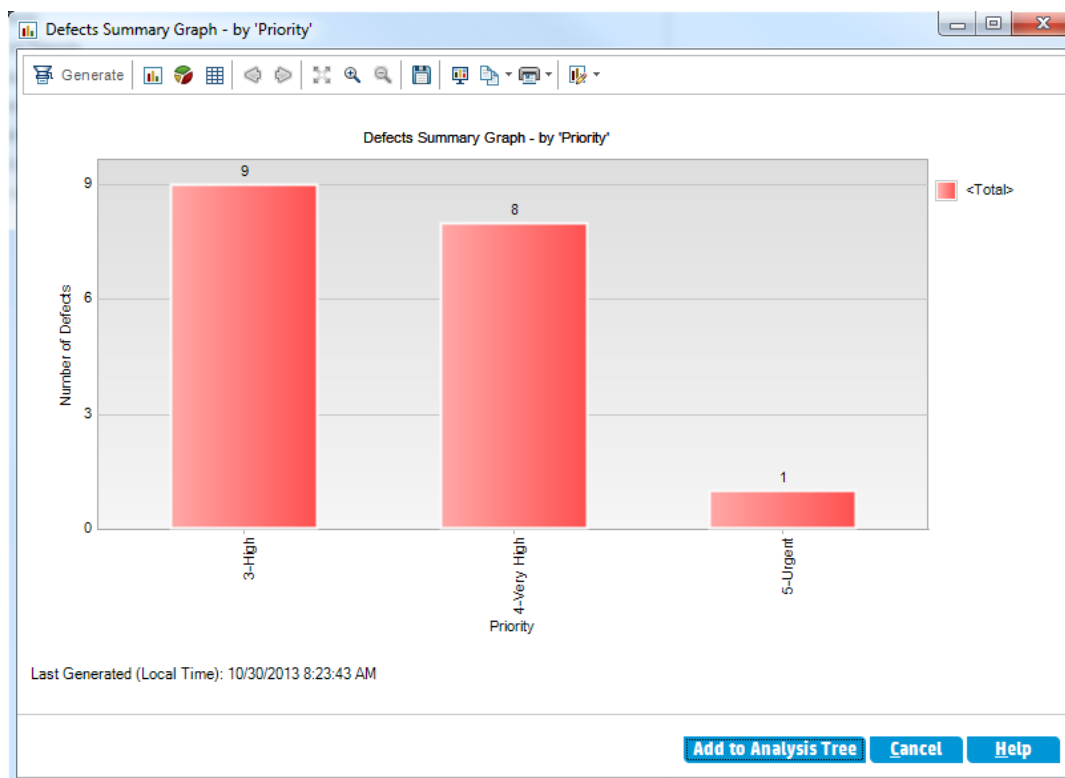 Defects Summary Graph - by 'Priority'
Generate
Defects Summary Graph - by 'Priority'
9
<Total>
9
8
6
Number of Defects
3
1
0
3-High
4-Very High
5-Urgent
Priority
Last Generated (Local Time): 10/30/2013 8:23:43 AM
Add to Analysis Tree
Cancel
Help